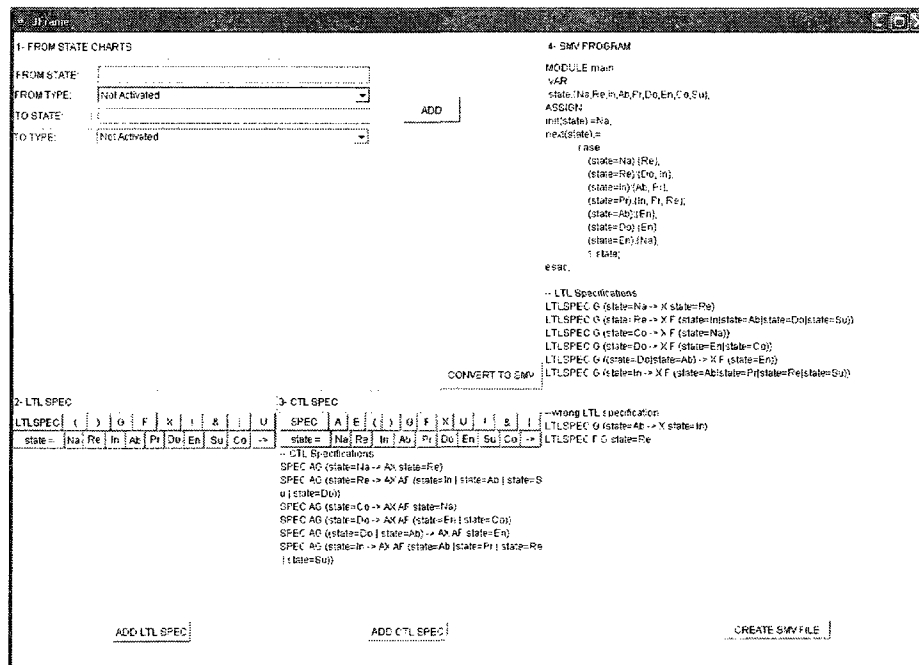 JFrame
1- FROM STATE CHARTS
FROM STATE:
FROM TYPE: Not Activated
TO STATE:
TO TYPE: Not Activated
ADD
CONVERT TO SMV
2- LTL SPEC
LTLSPEC ( ) G F X ! & | U
state = Na Re In Ab Pr Do En Su Co ->
ADD LTL SPEC
3- CTL SPEC
SPEC A E ( ) G F X U ! & |
state = Na Re In Ab Pr Do En Su Co ->
-- CTL Specifications
SPEC AG (state=Na -> AX state=Re)
SPEC AG (state=Re -> AX AF (state=In | state=Ab | state=S
u | state=Do))
SPEC AG (state=Co -> AX AF state=Na)
SPEC AG (state=Do -> AX AF (state=En | state=Co))
SPEC AG ((state=Do | state=Ab) -> AX AF state=En)
SPEC AG (state=In -> AX AF (state=Ab |state=Pr | state=Re
| state=Su))
ADD CTL SPEC
4- SMV PROGRAM
MODULE main
VAR
state:{Na,Re,In,Ab,Pr,Do,En,Co,Su};
ASSIGN
init(state) :=Na;
next(state):=
case
(state=Na):{Re};
(state=Re):{Do, In};
(state=In):{Ab, Pr};
(state=Pr):{In, Pr, Re};
(state=Ab):{En};
(state=Do):{En}
(state=En):{Na};
1: state;
esac;
-- LTL Specifications
LTLSPEC G (state=Na -> X state=Re)
LTLSPEC G (state=Re -> X F (state=In|state=Ab|state=Do|state=Su))
LTLSPEC G (state=Co -> X F (state=Na))
LTLSPEC G (state=Do -> X F (state=En|state=Co))
LTLSPEC G ((state=Do|state=Ab) -> X F (state=En))
LTLSPEC G (state=In -> X F (state=Ab|state=Pr|state=Re|state=Su))
--wrong LTL specification
LTLSPEC G (state=Ab -> X state=In)
LTLSPEC F G state=Re
CREATE SMV FILE